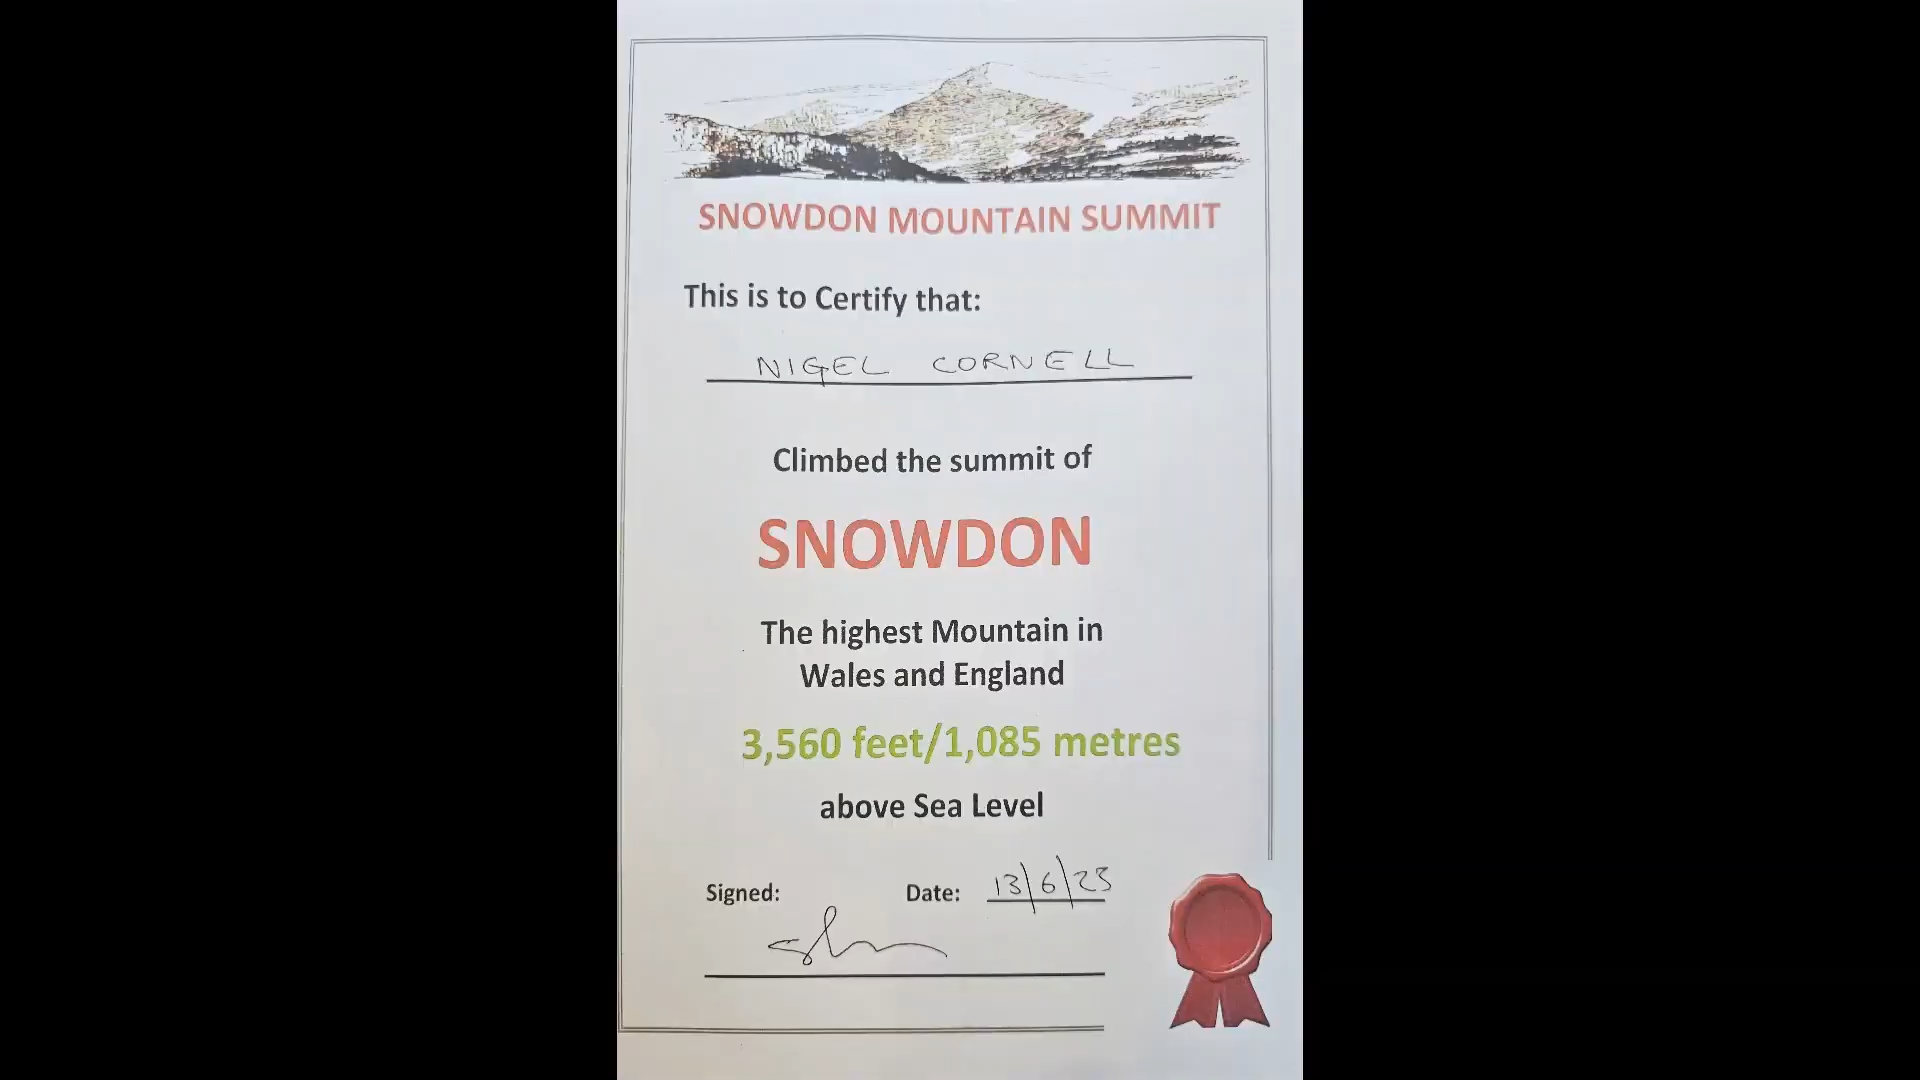 SNOWDON MOUNTAIN SUMMIT
This is to Certify that:
NIGEL CORNELL
Climbed the summit of
SNOWDON
The highest Mountain in
Wales and England
3,560 feet/1,085 metres
above Sea Level
Signed: Date: 13/6/23